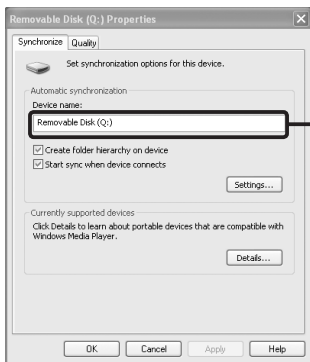 Removable Disk (Q:) Properties
Synchronize Quality
Set synchronization options for this device.
Automatic synchronization
Device name:
Removable Disk (Q:)
Create folder hierarchy on device
Start sync when device connects
Settings...
Currently supported devices
Click Details to learn about portable devices that are compatible with
Windows Media Player.
Details...
OK Cancel Apply Help